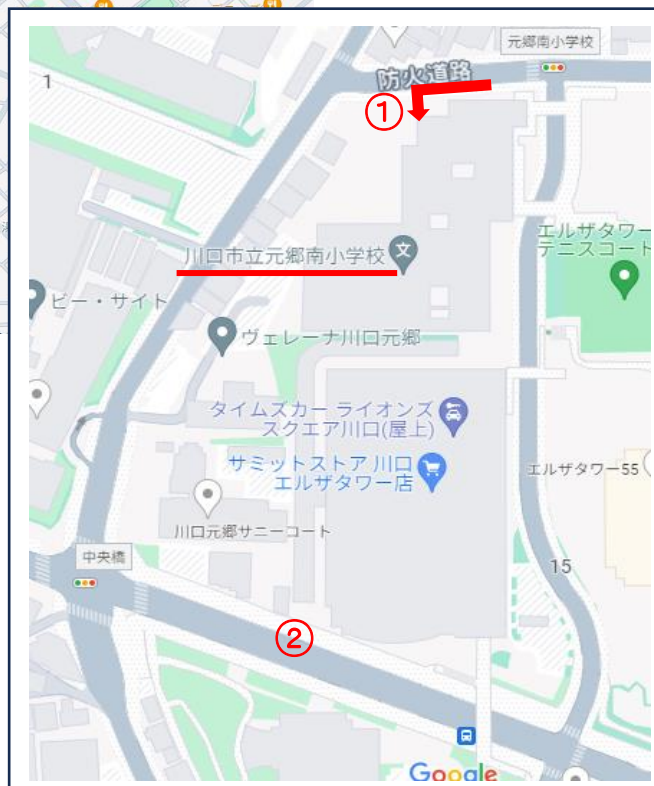 元郷南小学校
防火道路
1
①
エルザタワー
テニスコート
川口市立元郷南小学校
文
ビー・サイト
ヴェレーナ川口元郷
タイムズカー ライオンズ
スクエア川口(屋上)
サミットストア 川口
エルザタワー店
エルザタワー55
川口元郷サニーコート
中央橋
15
②
Google